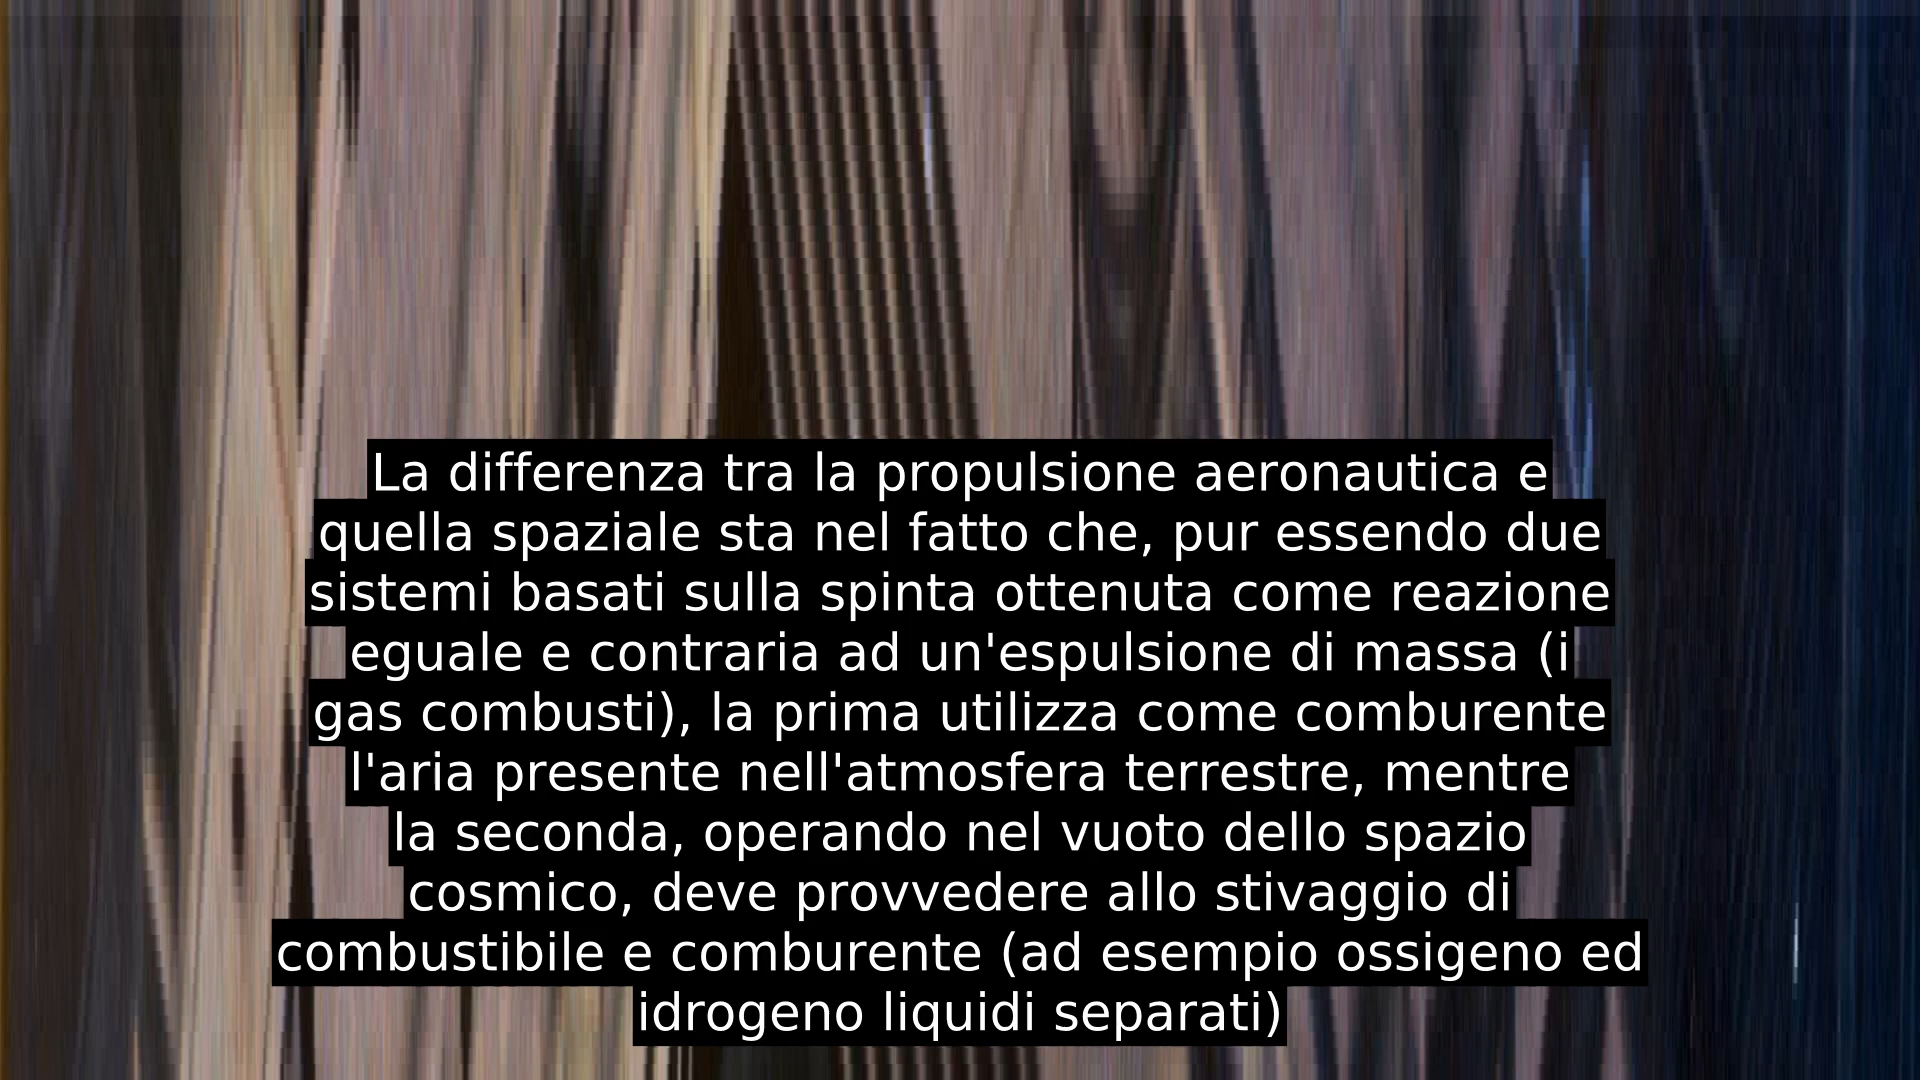 La differenza tra la propulsione aeronautica e
quella spaziale sta nel fatto che, pur essendo due
sistemi basati sulla spinta ottenuta come reazione
eguale e contraria ad un'espulsione di massa (i
gas combusti), la prima utilizza come comburente
l'aria presente nell'atmosfera terrestre, mentre
la seconda, operando nel vuoto dello spazio
cosmico, deve provvedere allo stivaggio di
combustibile e comburente (ad esempio ossigeno ed
idrogeno liquidi separati)